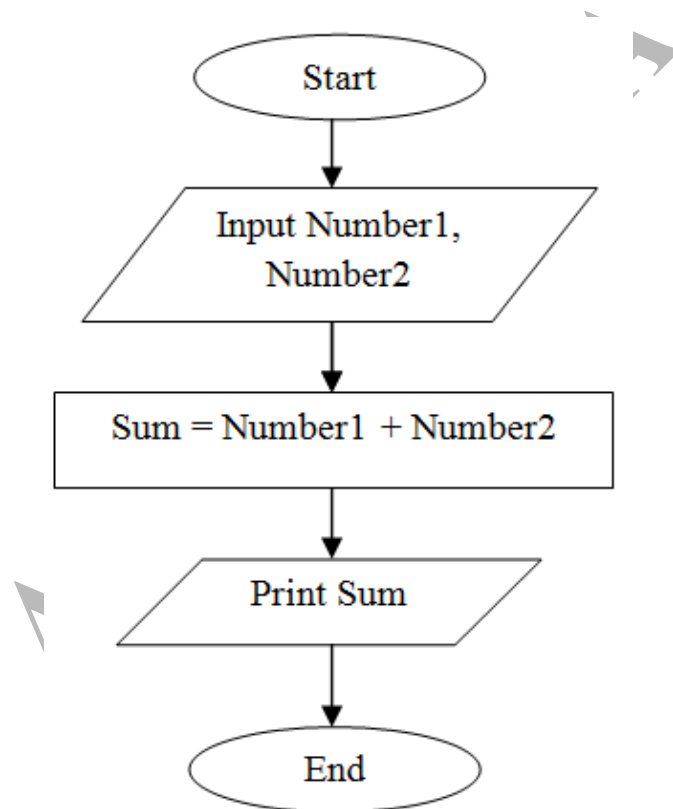 Start
Input Number1,
Number2
Sum = Number1 + Number2
Print Sum
End